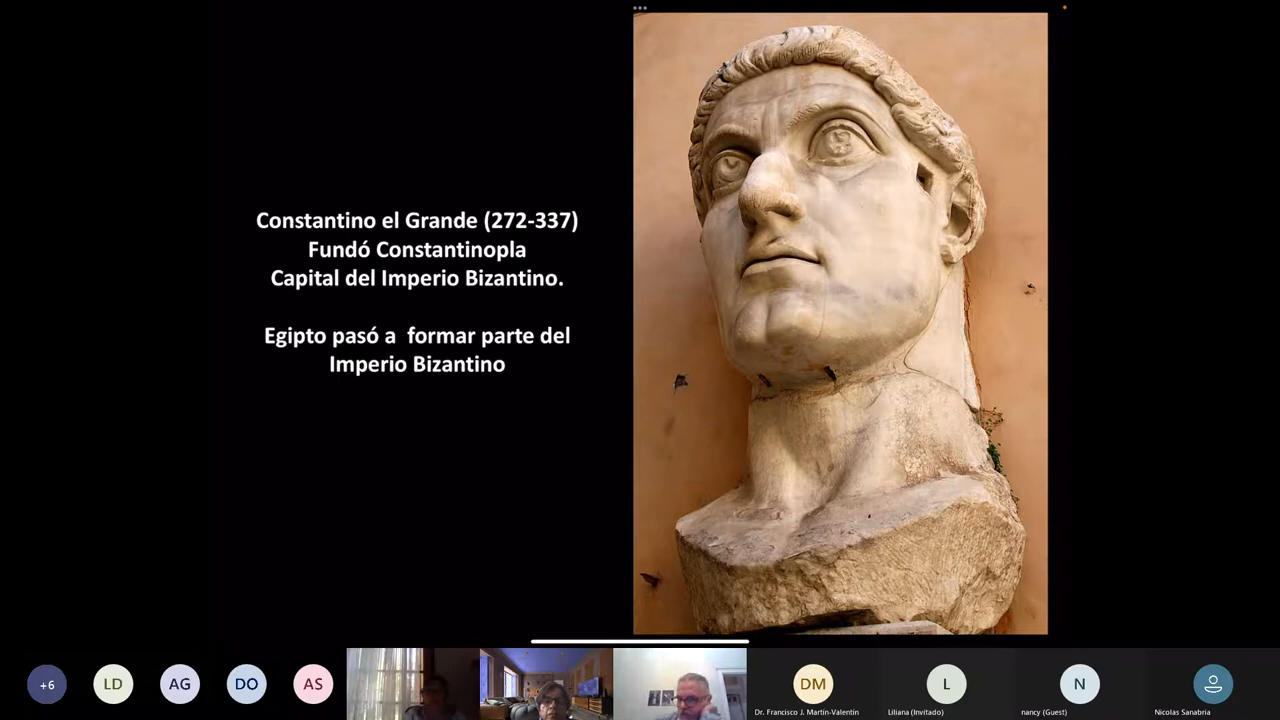 Constantino el Grande (272-337)
Fundó Constantinopla
Capital del Imperio Bizantino.
Egipto pasó a  formar parte del
Imperio Bizantino
+6
LD
AG
DO
AS
DM
L
N
Dr. Francisco J. Martín-Valentín
Liliana (Invitado)
nancy (Guest)
Nicolas Sanabria